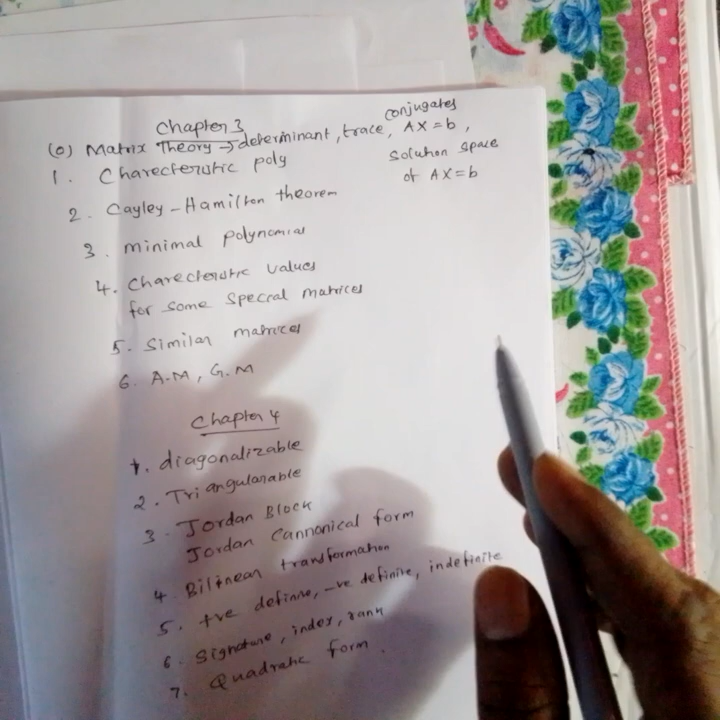 Chapter 3
conjugates
(0) Matrix Theory → determinant, trace, AX = b,
solution space
of AX = b
1. Charecteristic poly
2. Cayley-Hamilton theorem
3. minimal polynomial
4. Charecteristic values
for some special matrices
5. Similar matrices
6. A.M, G.M
Chapter 4
1. diagonalizable
2. Triangularable
3. Jordan Block
Jordan Cannonical form
4. Bilinear transformation
5. +ve definite, -ve definite, indefinite
6. Signature, index, rank
7. Quadratic form.